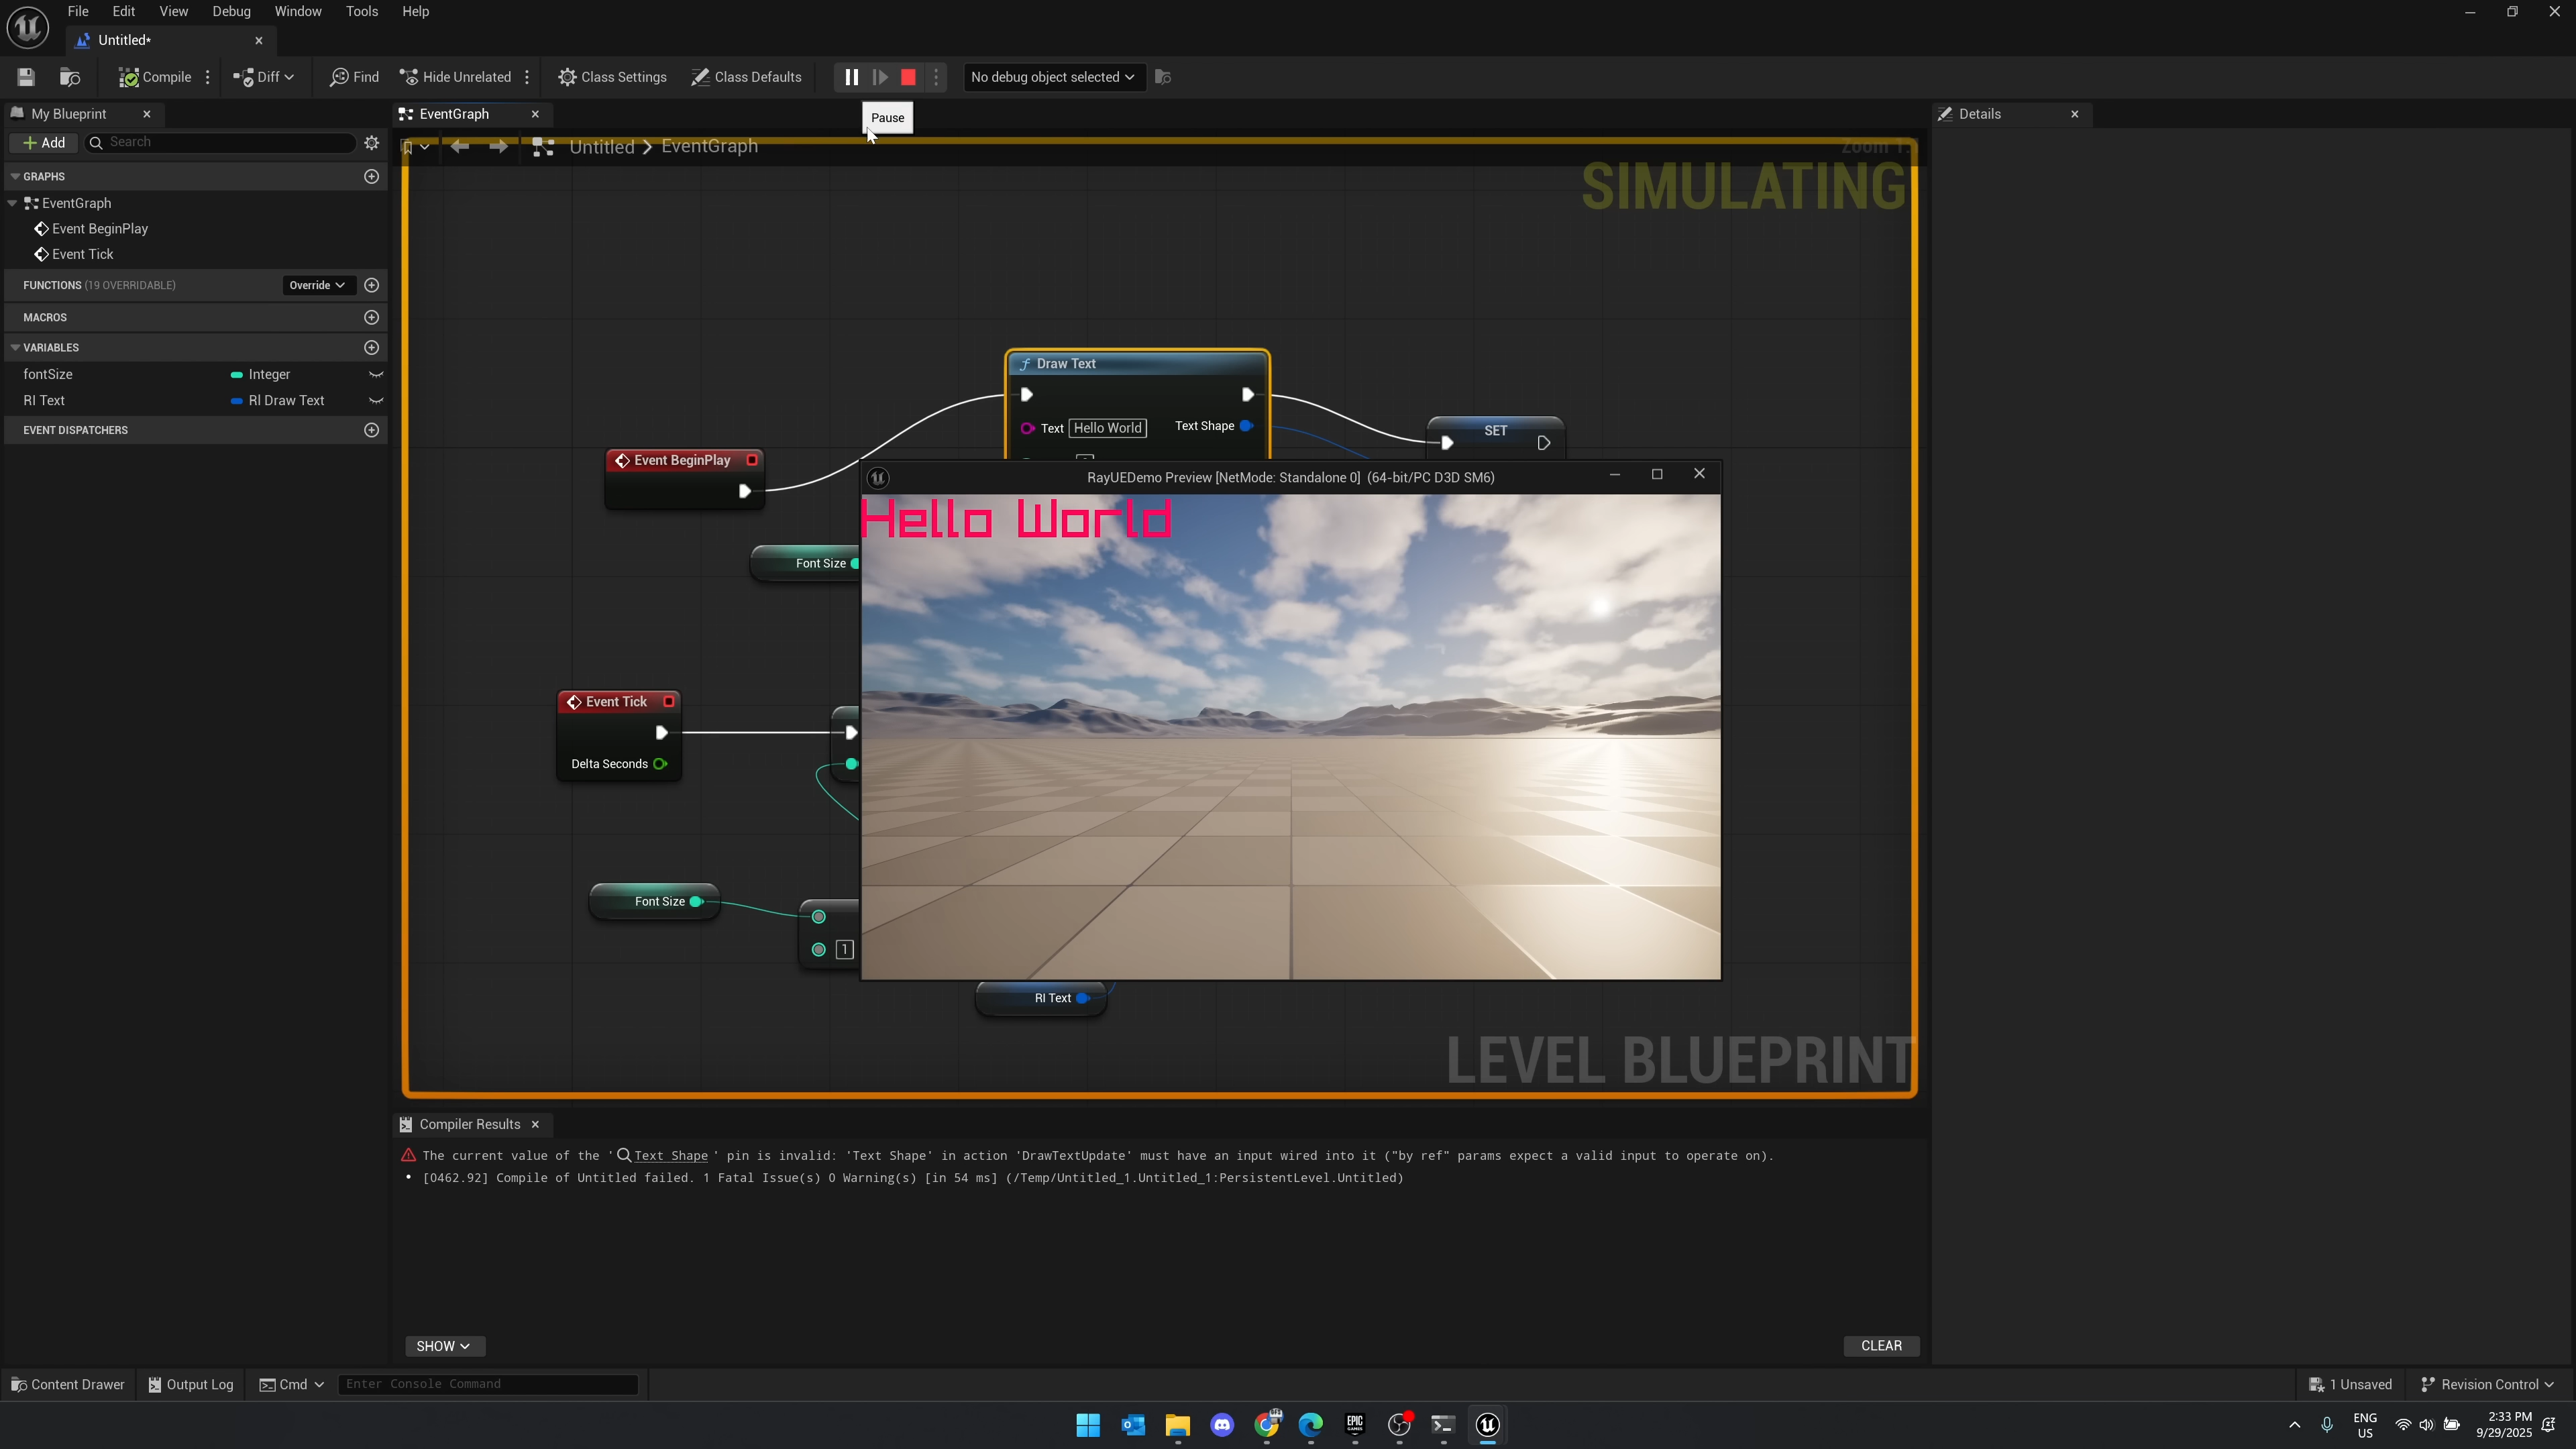 File Edit View Debug Window Tools Help
Untitled*
Compile Diff Find Hide Unrelated Class Settings Class Defaults No debug object selected
My Blueprint
EventGraph
Pause
Details
Add Search
Untitled > EventGraph
SIMULATING
GRAPHS
EventGraph
Event BeginPlay
Event Tick
FUNCTIONS (19 OVERRIDABLE) Override
MACROS
VARIABLES
fontSize Integer
Rl Text Rl Draw Text
EVENT DISPATCHERS
Draw Text
Text Hello World Text Shape
SET
Event BeginPlay
RayUEDemo Preview [NetMode: Standalone 0] (64-bit/PC D3D SM6)
Hello World
Font Size
Event Tick
Delta Seconds
Font Size
1
Rl Text
LEVEL BLUEPRINT
Compiler Results
The current value of the ' Text Shape ' pin is invalid: 'Text Shape' in action 'DrawTextUpdate' must have an input wired into it ("by ref" params expect a valid input to operate on).
[0462.92] Compile of Untitled failed. 1 Fatal Issue(s) 0 Warning(s) [in 54 ms] (/Temp/Untitled_1.Untitled_1:PersistentLevel.Untitled)
SHOW CLEAR
Content Drawer Output Log Cmd Enter Console Command 1 Unsaved Revision Control
EPIC GAMES
ENG US
2:33 PM
9/29/2025